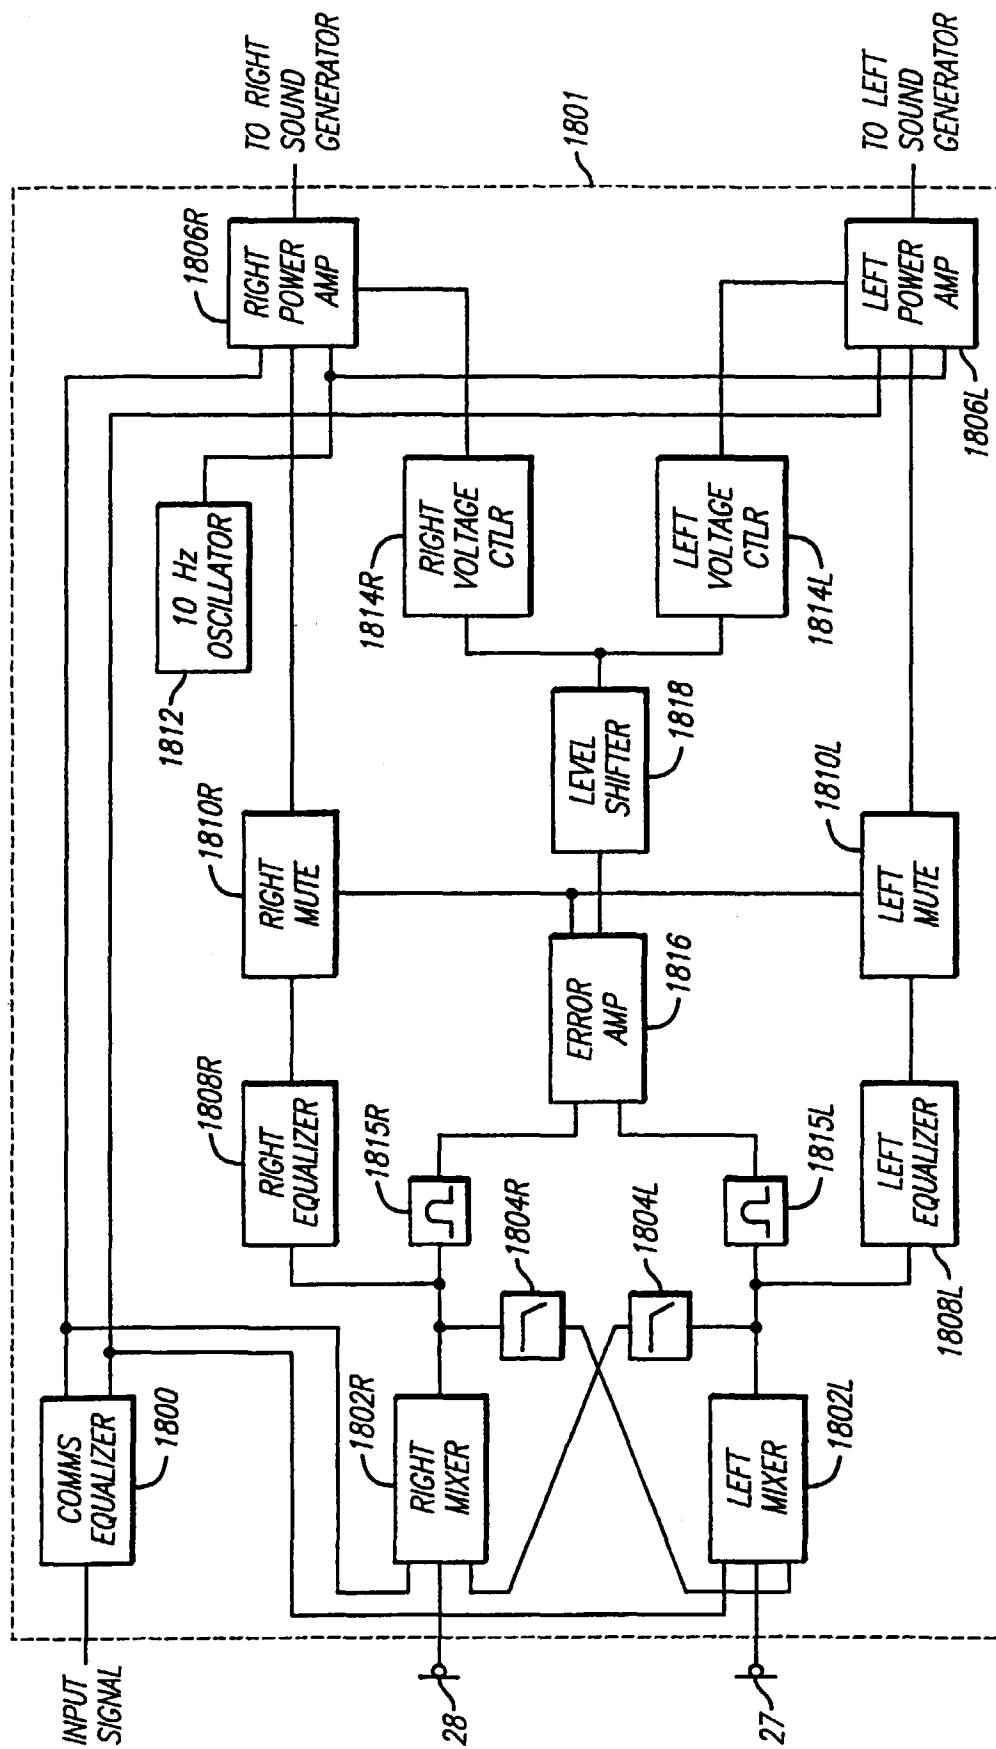 INPUT
SIGNAL
COMMS
EQUALIZER
1800
28
27
RIGHT
MIXER
1802R
LEFT
MIXER
1802L
1804R
1804L
1815R
1815L
RIGHT
EQUALIZER
1808R
LEFT
EQUALIZER
1808L
ERROR
AMP
1816
RIGHT
MUTE
1810R
LEFT
MUTE
1810L
LEVEL
SHIFTER
1818
10 Hz
OSCILLATOR
1812
RIGHT
VOLTAGE
CTLR
1814R
LEFT
VOLTAGE
CTLR
1814L
RIGHT
POWER
AMP
1806R
LEFT
POWER
AMP
1806L
TO RIGHT
SOUND
GENERATOR
1801
TO LEFT
SOUND
GENERATOR